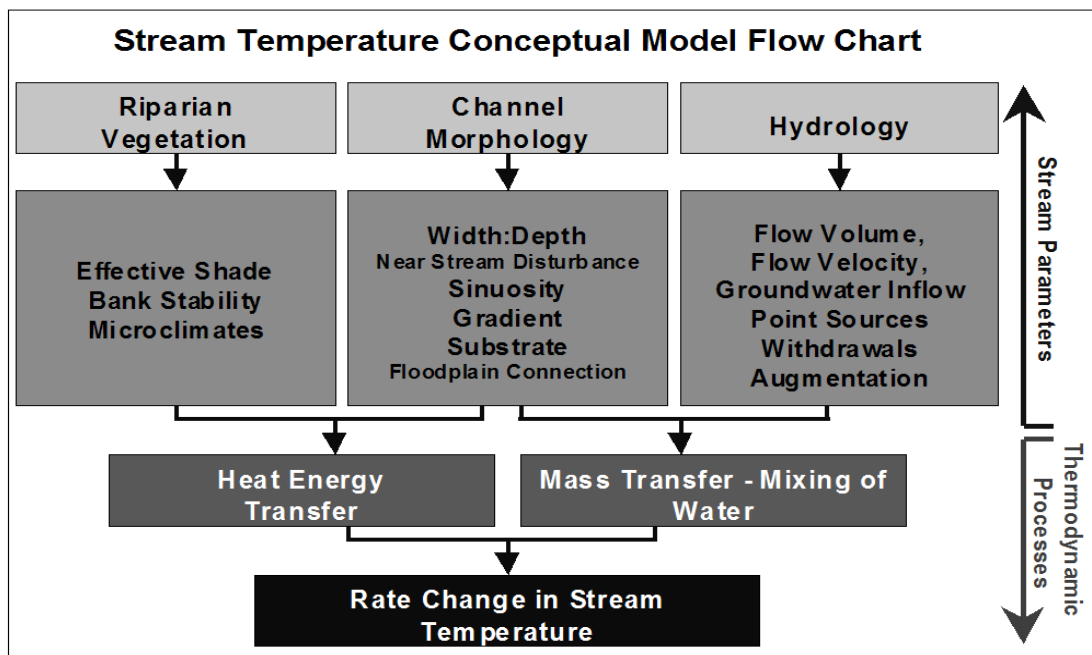 Stream Temperature Conceptual Model Flow Chart
Riparian
Vegetation
Channel
Morphology
Hydrology
Effective Shade
Bank Stability
Microclimates
Width:Depth
Near Stream Disturbance
Sinuosity
Gradient
Substrate
Floodplain Connection
Flow Volume,
Flow Velocity,
Groundwater Inflow
Point Sources
Withdrawals
Augmentation
Stream Parameters
Heat Energy
Transfer
Mass Transfer - Mixing of
Water
Rate Change in Stream
Temperature
Thermodynamic
Processes